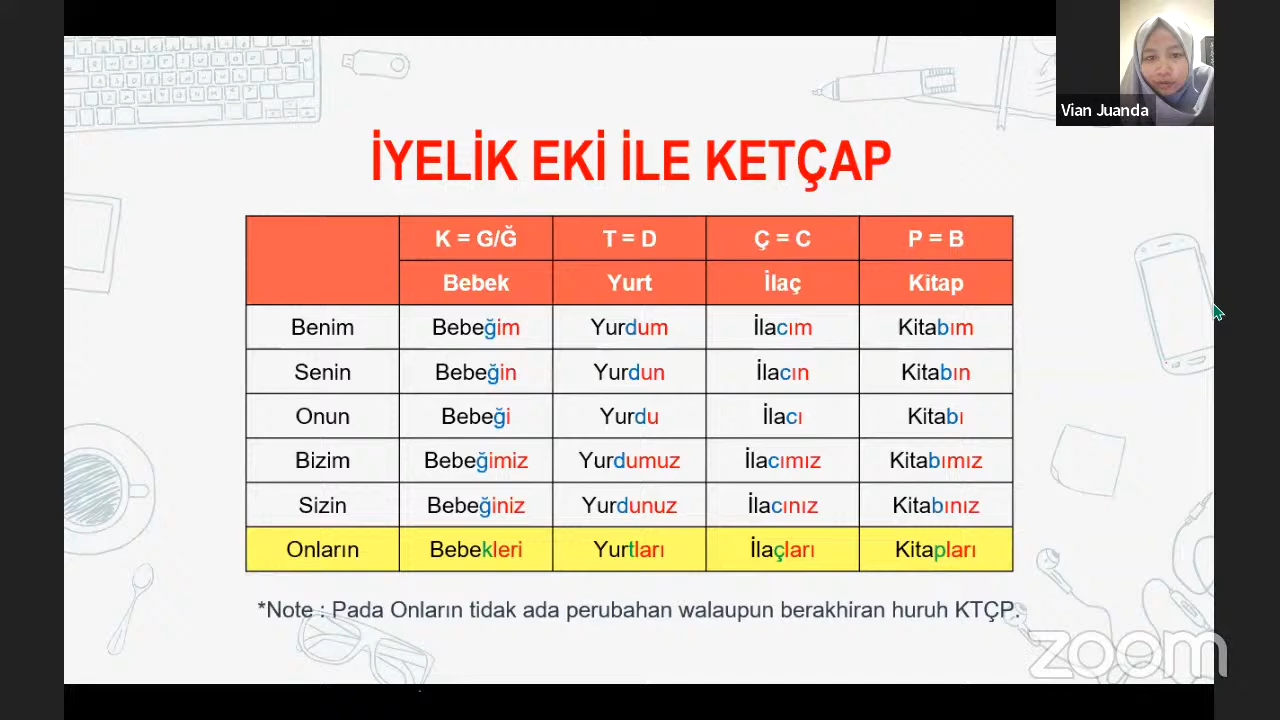 Vian Juanda
İYELİK EKİ İLE KETÇAP
K = G/Ğ T = D Ç = C P = B
Bebek Yurt İlaç Kitap
Benim Bebeğim Yurdum İlacım Kitabım
Senin Bebeğin Yurdun İlacın Kitabın
Onun Bebeği Yurdu İlacı Kitabı
Bizim Bebeğimiz Yurdumuz İlacımız Kitabımız
Sizin Bebeğiniz Yurdunuz İlacınız Kitabınız
Onların Bebekleri Yurtları İlaçları Kitapları
*Note : Pada Onların tidak ada perubahan walaupun berakhiran huruh KTÇP.
zoom